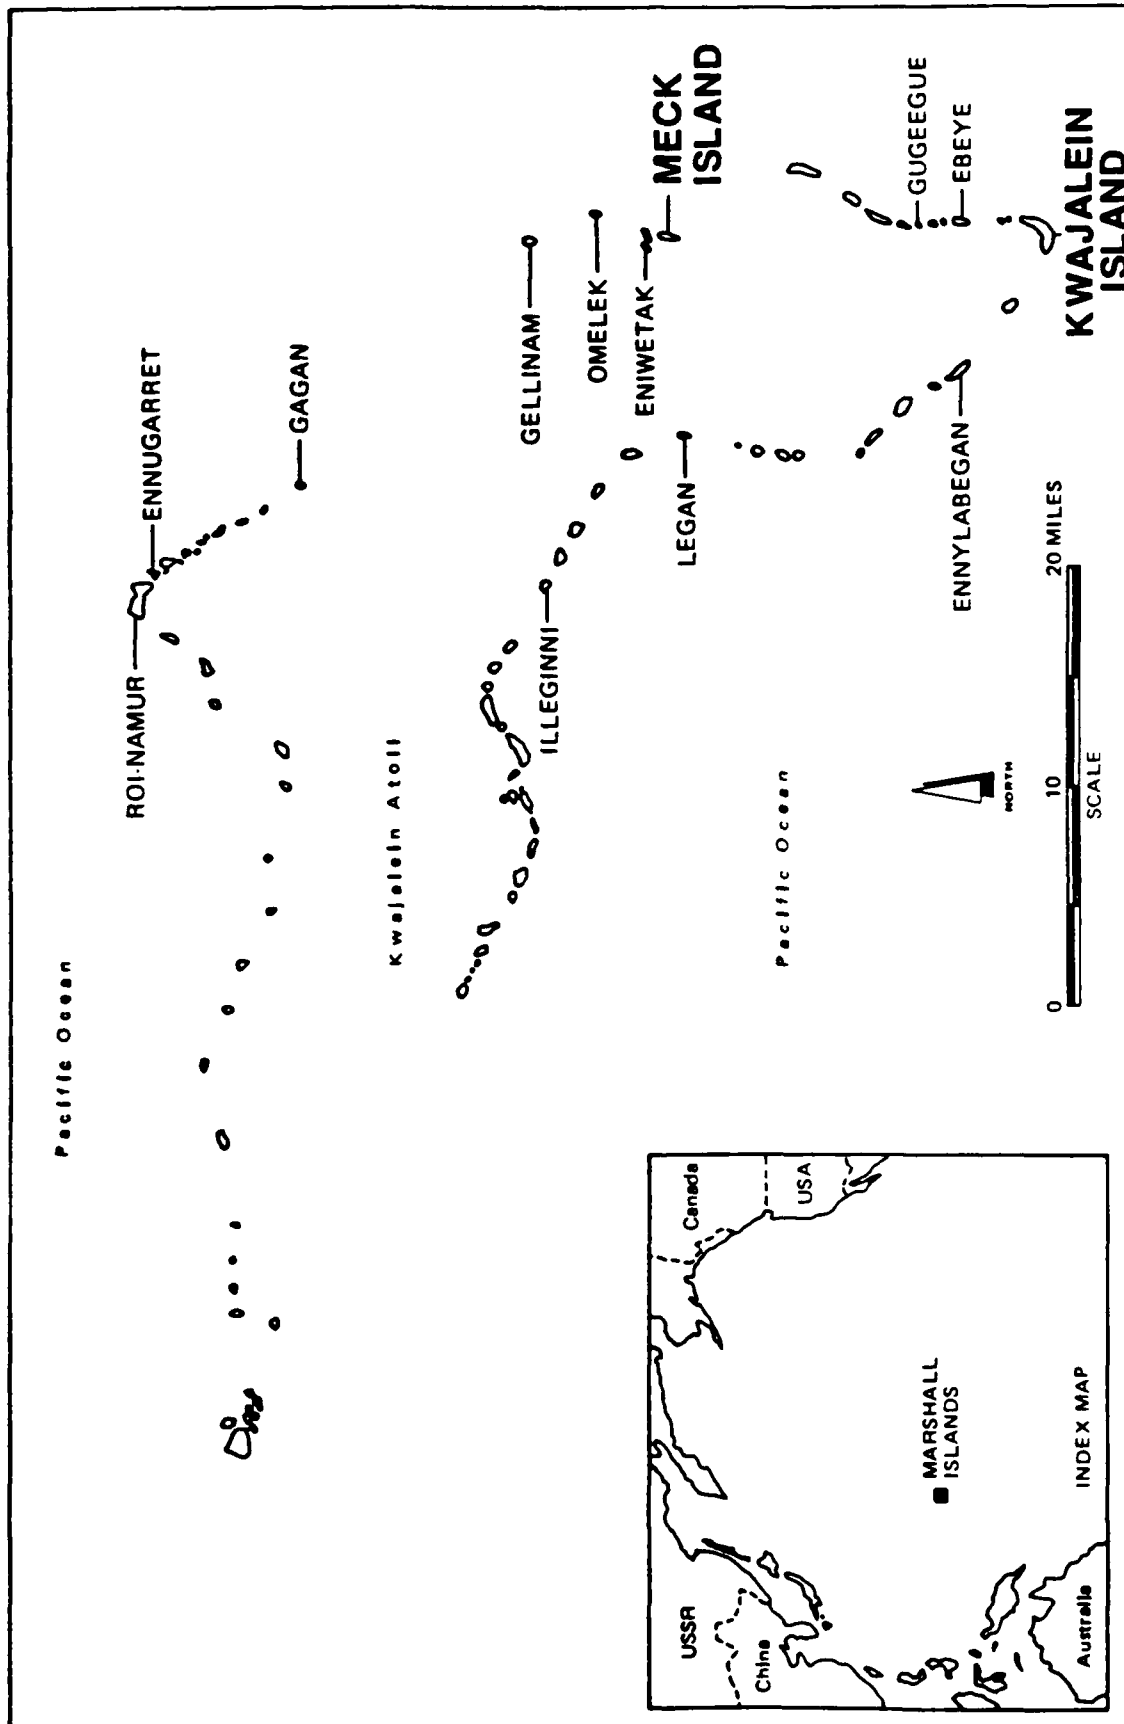 Pacific Ocean
ROI-NAMUR
ENNUGARRET
GAGAN
Kwajalein Atoll
GELLINAM
OMELEK
ENIWETAK
MECK
ISLAND
ILLEGINNI
LEGAN
Pacific Ocean
GUGEEGUE
EBEYE
ENNYLABEGAN
KWAJALEIN
ISLAND
NORTH
0
10
20 MILES
SCALE
USSR
China
Canada
USA
MARSHALL
ISLANDS
Australia
INDEX MAP